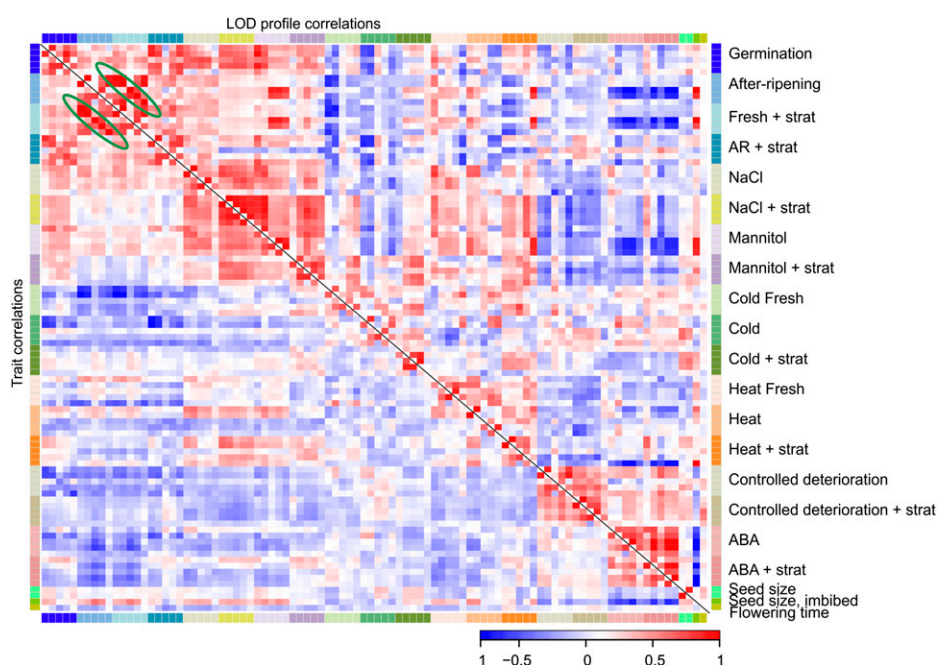 LOD profile correlations
Trait correlations
Germination
After-ripening
Fresh + strat
AR + strat
NaCl
NaCl + strat
Mannitol
Mannitol + strat
Cold Fresh
Cold
Cold + strat
Heat Fresh
Heat
Heat + strat
Controlled deterioration
Controlled deterioration + strat
ABA
ABA + strat
Seed size
Seed size, imbibed
Flowering time
1 −0.5 0 0.5 1